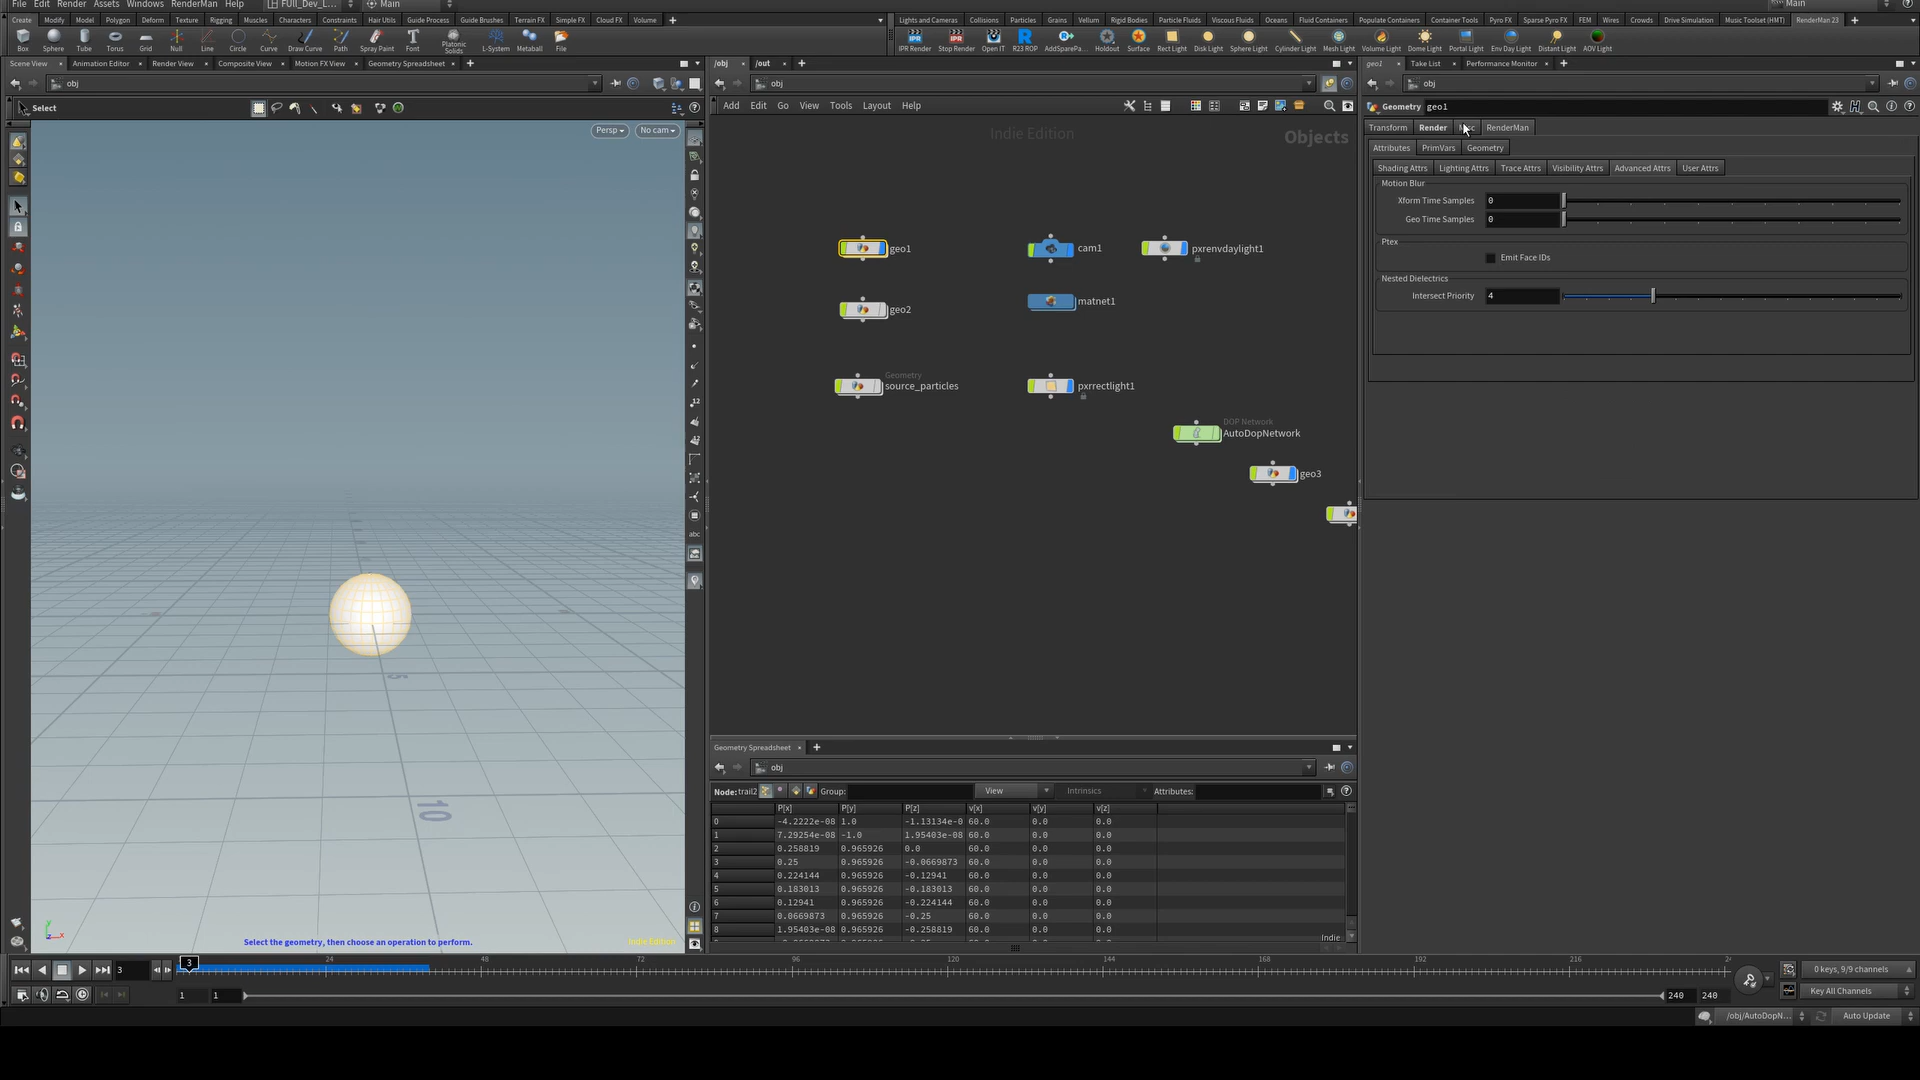 File Edit Render Assets Windows RenderMan Help FUll_Dev_L... Main Main
Create Modify Model Polygon Deform Texture Rigging Muscles Characters Constraints Hair Utils Guide Process Guide Brushes Terrain FX Simple FX Cloud FX Volume
Lights and Cameras Collisions Particles Grains Vellum Rigid Bodies Particle Fluids Viscous Fluids Oceans Fluid Containers Populate Containers Container Tools Pyro FX Sparse Pyro FX FEM Wires Crowds Drive Simulation Music Toolset (HMT) RenderMan 23
Box Sphere Tube Torus Grid Null Line Circle Curve Draw Curve Path Spray Paint Font Platonic Solids L-System Metaball File
IPR Render Stop Render Open IT R23 ROP AddSparePa... Holdout Surface Rect Light Disk Light Sphere Light Cylinder Light Mesh Light Volume Light Dome Light Portal Light Env Day Light Distant Light AOV Light
Scene View Animation Editor Render View Composite View Motion FX View Geometry Spreadsheet
/obj /out
geo1 Take List Performance Monitor
obj
obj
obj
Select
Add Edit Go View Tools Layout Help
Geometry geo1
Persp No cam
Indie Edition
Objects
Transform Render RenderMan
Attributes PrimVars Geometry
Shading Attrs Lighting Attrs Trace Attrs Visibility Attrs Advanced Attrs User Attrs
Motion Blur
Xform Time Samples 0
Geo Time Samples 0
Ptex
Emit Face IDs
Nested Dielectrics
Intersect Priority 4
geo1
cam1
pxrenvdaylight1
geo2
matnet1
Geometry
source_particles
pxrrectlight1
DOP Network
AutoDopNetwork
geo3
abc
5
10
Select the geometry, then choose an operation to perform.
Indie Edition
Geometry Spreadsheet
obj
Node: trail2 Group: View Intrinsics Attributes:
P[x] P[y] P[z] v[x] v[y] v[z]
0 -4.2222e-08 1.0 -1.13134e-0 60.0 0.0 0.0
1 7.29254e-08 -1.0 1.95403e-08 60.0 0.0 0.0
2 0.258819 0.965926 0.0 60.0 0.0 0.0
3 0.25 0.965926 -0.0669873 60.0 0.0 0.0
4 0.224144 0.965926 -0.12941 60.0 0.0 0.0
5 0.183013 0.965926 -0.183013 60.0 0.0 0.0
6 0.12941 0.965926 -0.224144 60.0 0.0 0.0
7 0.0669873 0.965926 -0.25 60.0 0.0 0.0
8 1.95403e-08 0.965926 -0.258819 60.0 0.0 0.0
Indie
3 3 24 48 72 96 120 144 168 192 216
0 keys, 9/9 channels
1 1 240 240
Key All Channels
/obj/AutoDopN... Auto Update